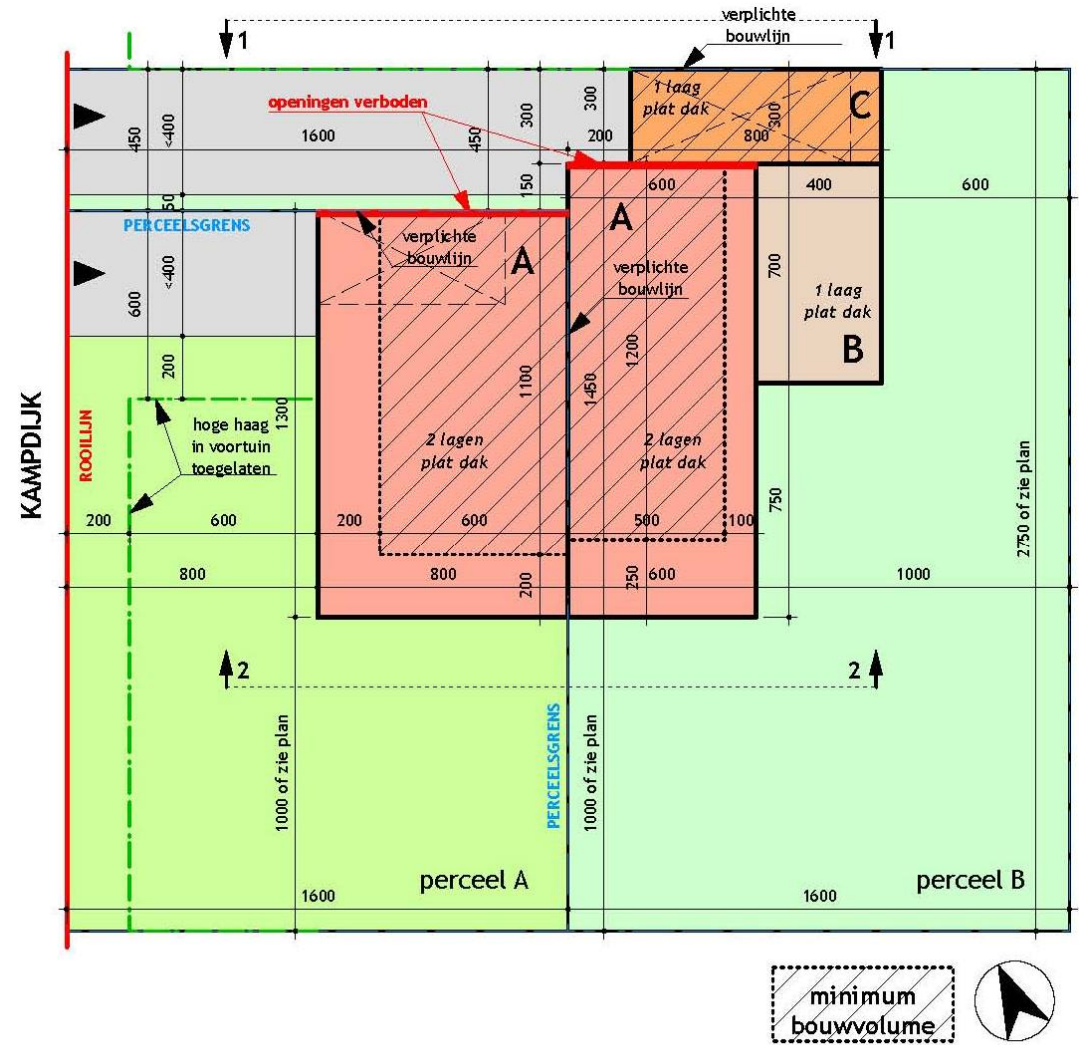 verplichte
bouwlijn
1
1
1 laag
plat dak
C
openingen verboden
450
<400
1600
450
300
300
200
300
800
150
50
600
400
600
PERCEELSGRENS
verplichte
bouwlijn
A
A
verplichte
bouwlijn
600
<400
700
1 laag
plat dak
B
200
1100
1450
1200
KAMPDIJK
ROOILIJN
hoge haag
in voortuin
toegelaten
1300
2 lagen
plat dak
2 lagen
plat dak
750
2750 of zie plan
200
600
200
600
500
100
800
800
200
250
600
1000
2
2
1000 of zie plan
PERCEELSGRENS
1000 of zie plan
perceel A
perceel B
1600
1600
minimum
bouwvolume